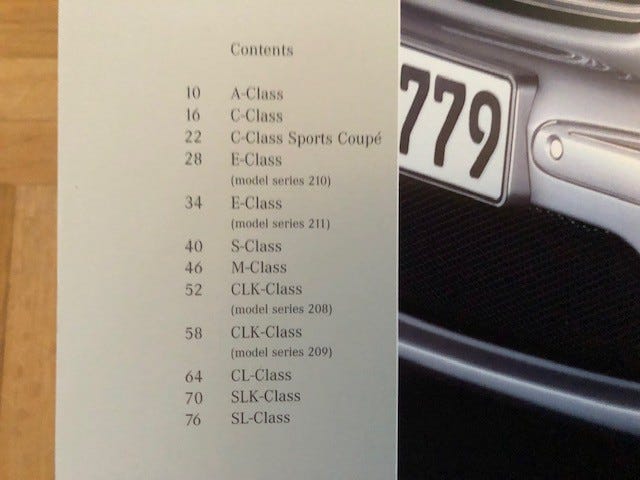 Contents
10 A-Class
16 C-Class
22 C-Class Sports Coupé
28 E-Class
(model series 210)
34 E-Class
(model series 211)
40 S-Class
46 M-Class
52 CLK-Class
(model series 208)
58 CLK-Class
(model series 209)
64 CL-Class
70 SLK-Class
76 SL-Class
779